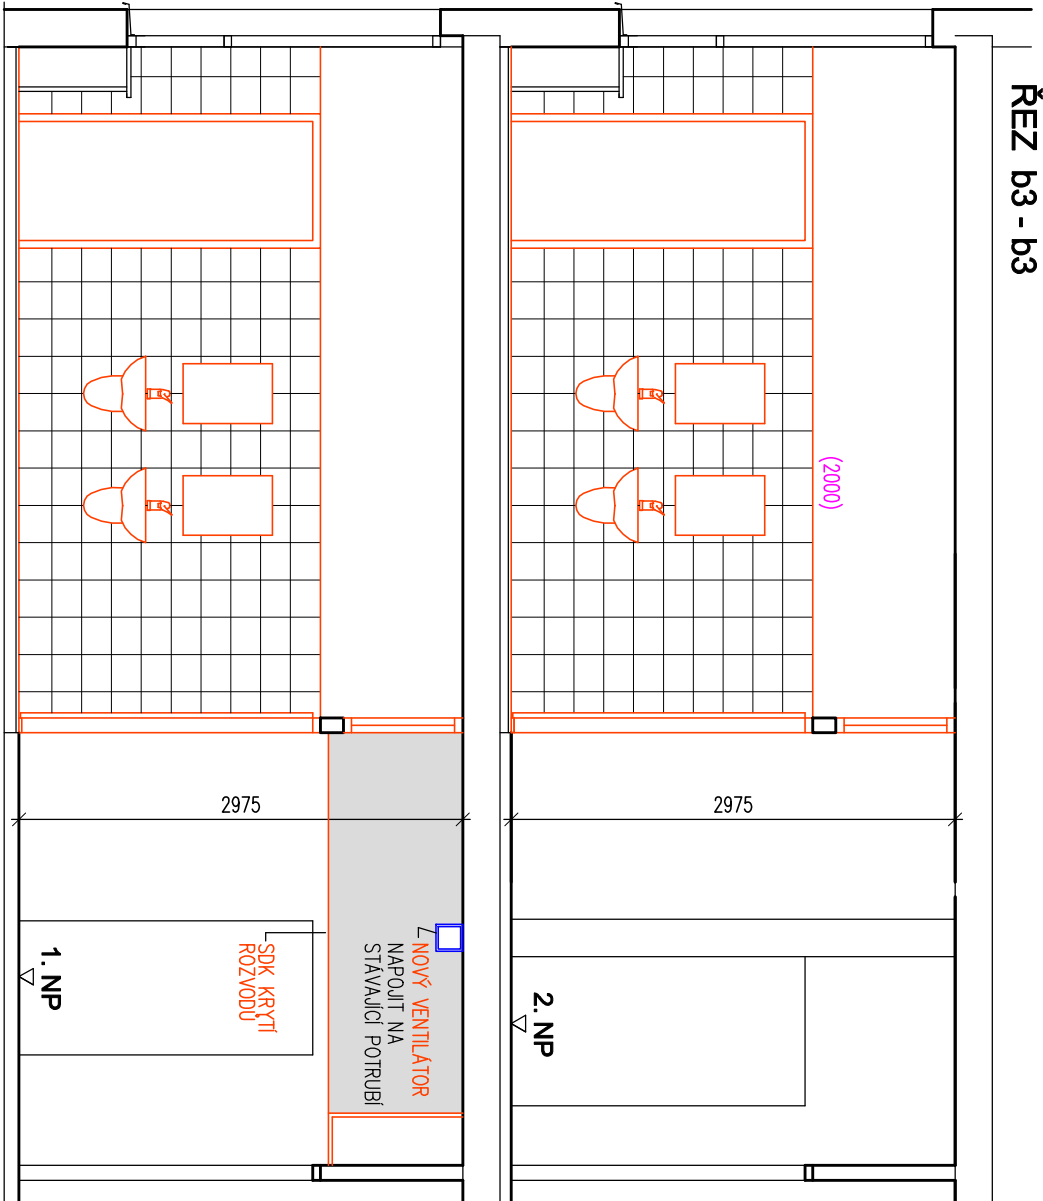 ŘEZ b3 - b3
(2000)
2975
2. NP
2975
NOVÝ VENTILÁTOR
NAPOJIT NA
STÁVAJÍCÍ POTRUBÍ
SDK KRYTÍ
ROZVODU
1. NP